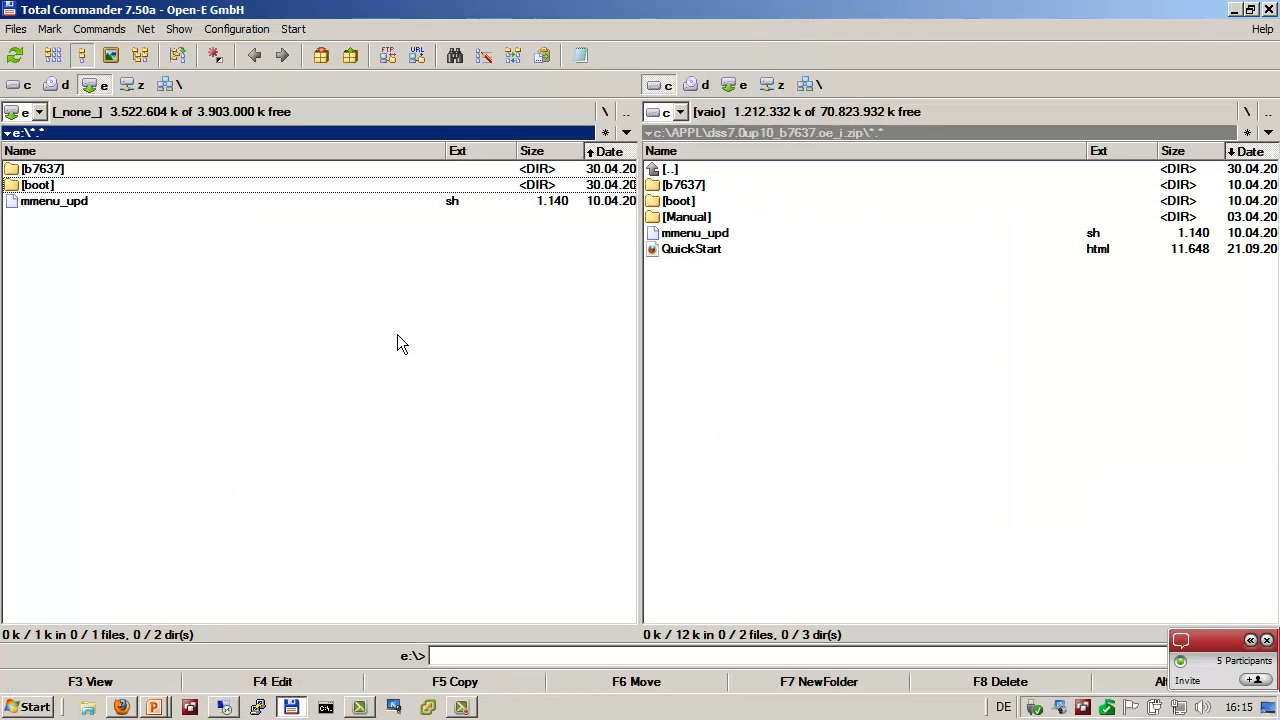 Total Commander 7.50a - Open-E GmbH
Files Mark Commands Net Show Configuration Start Help
FTP URL
c d e z \ c d e z \
e [_none_] 3.522.604 k of 3.903.000 k free \ .. c [vaio] 1.212.332 k of 70.823.932 k free \ ..
e:\*.* * c:\APPL\dss7.0up10_b7637.oe_i.zip\*.* *
Name Ext Size Date Name Ext Size Date
[b7637] <DIR> 30.04.20 [..] <DIR> 30.04.20
[boot] <DIR> 30.04.20 [b7637] <DIR> 10.04.20
mmenu_upd sh 1.140 10.04.20 [boot] <DIR> 10.04.20
[Manual] <DIR> 03.04.20
mmenu_upd sh 1.140 10.04.20
QuickStart html 11.648 21.09.20
0 k / 1 k in 0 / 1 files, 0 / 2 dir(s) 0 k / 12 k in 0 / 2 files, 0 / 3 dir(s)
e:\>
5 Participants
Invite
F3 View F4 Edit F5 Copy F6 Move F7 NewFolder F8 Delete Al
Start DE 16:15